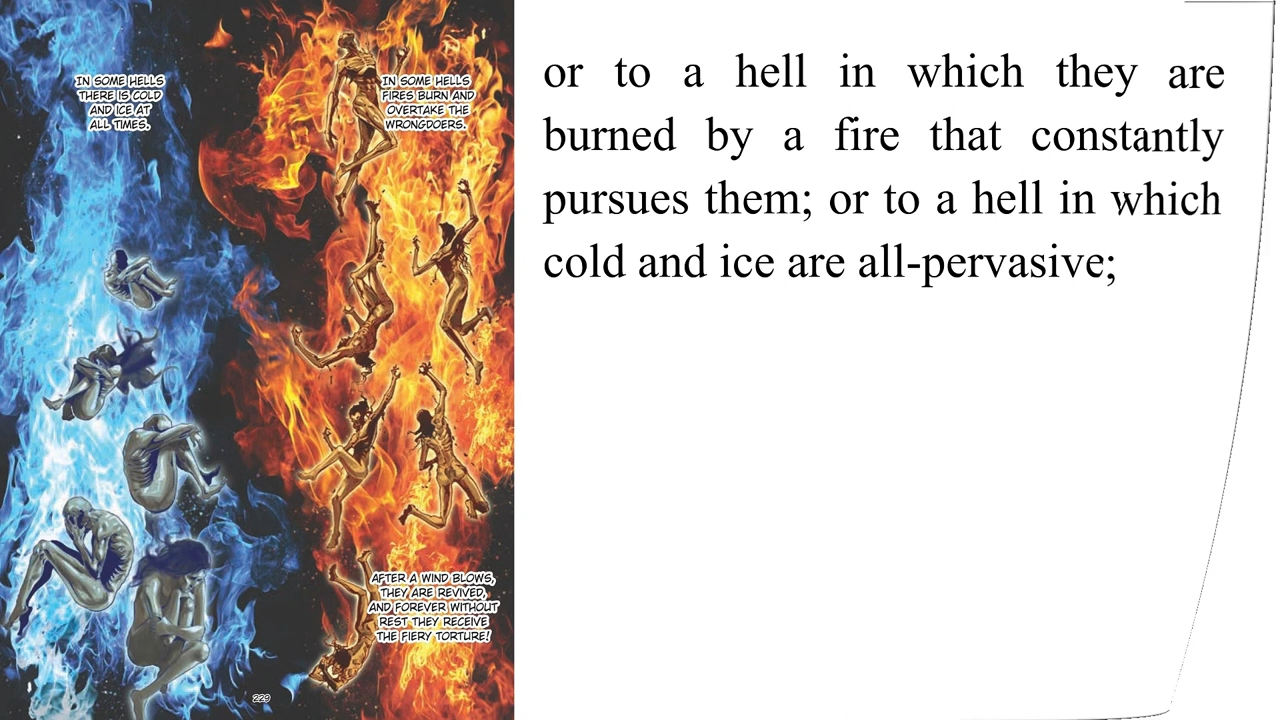 IN SOME HELLS
THERE IS COLD
AND ICE AT
ALL TIMES.
IN SOME HELLS
FIRES BURN AND
OVERTAKE THE
WRONGDOERS.
AFTER A WIND BLOWS,
THEY ARE REVIVED,
AND FOREVER WITHOUT
REST THEY RECEIVE
THE FIERY TORTURE!
229
or to a hell in which they are
burned by a fire that constantly
pursues them; or to a hell in which
cold and ice are all-pervasive;